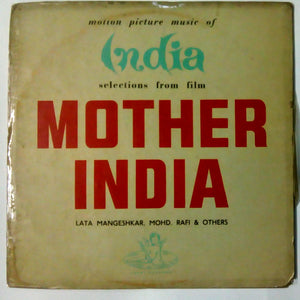 motion picture music of
India
selections from film
MOTHER
INDIA
LATA MANGESHKAR, MOHD. RAFI & OTHERS